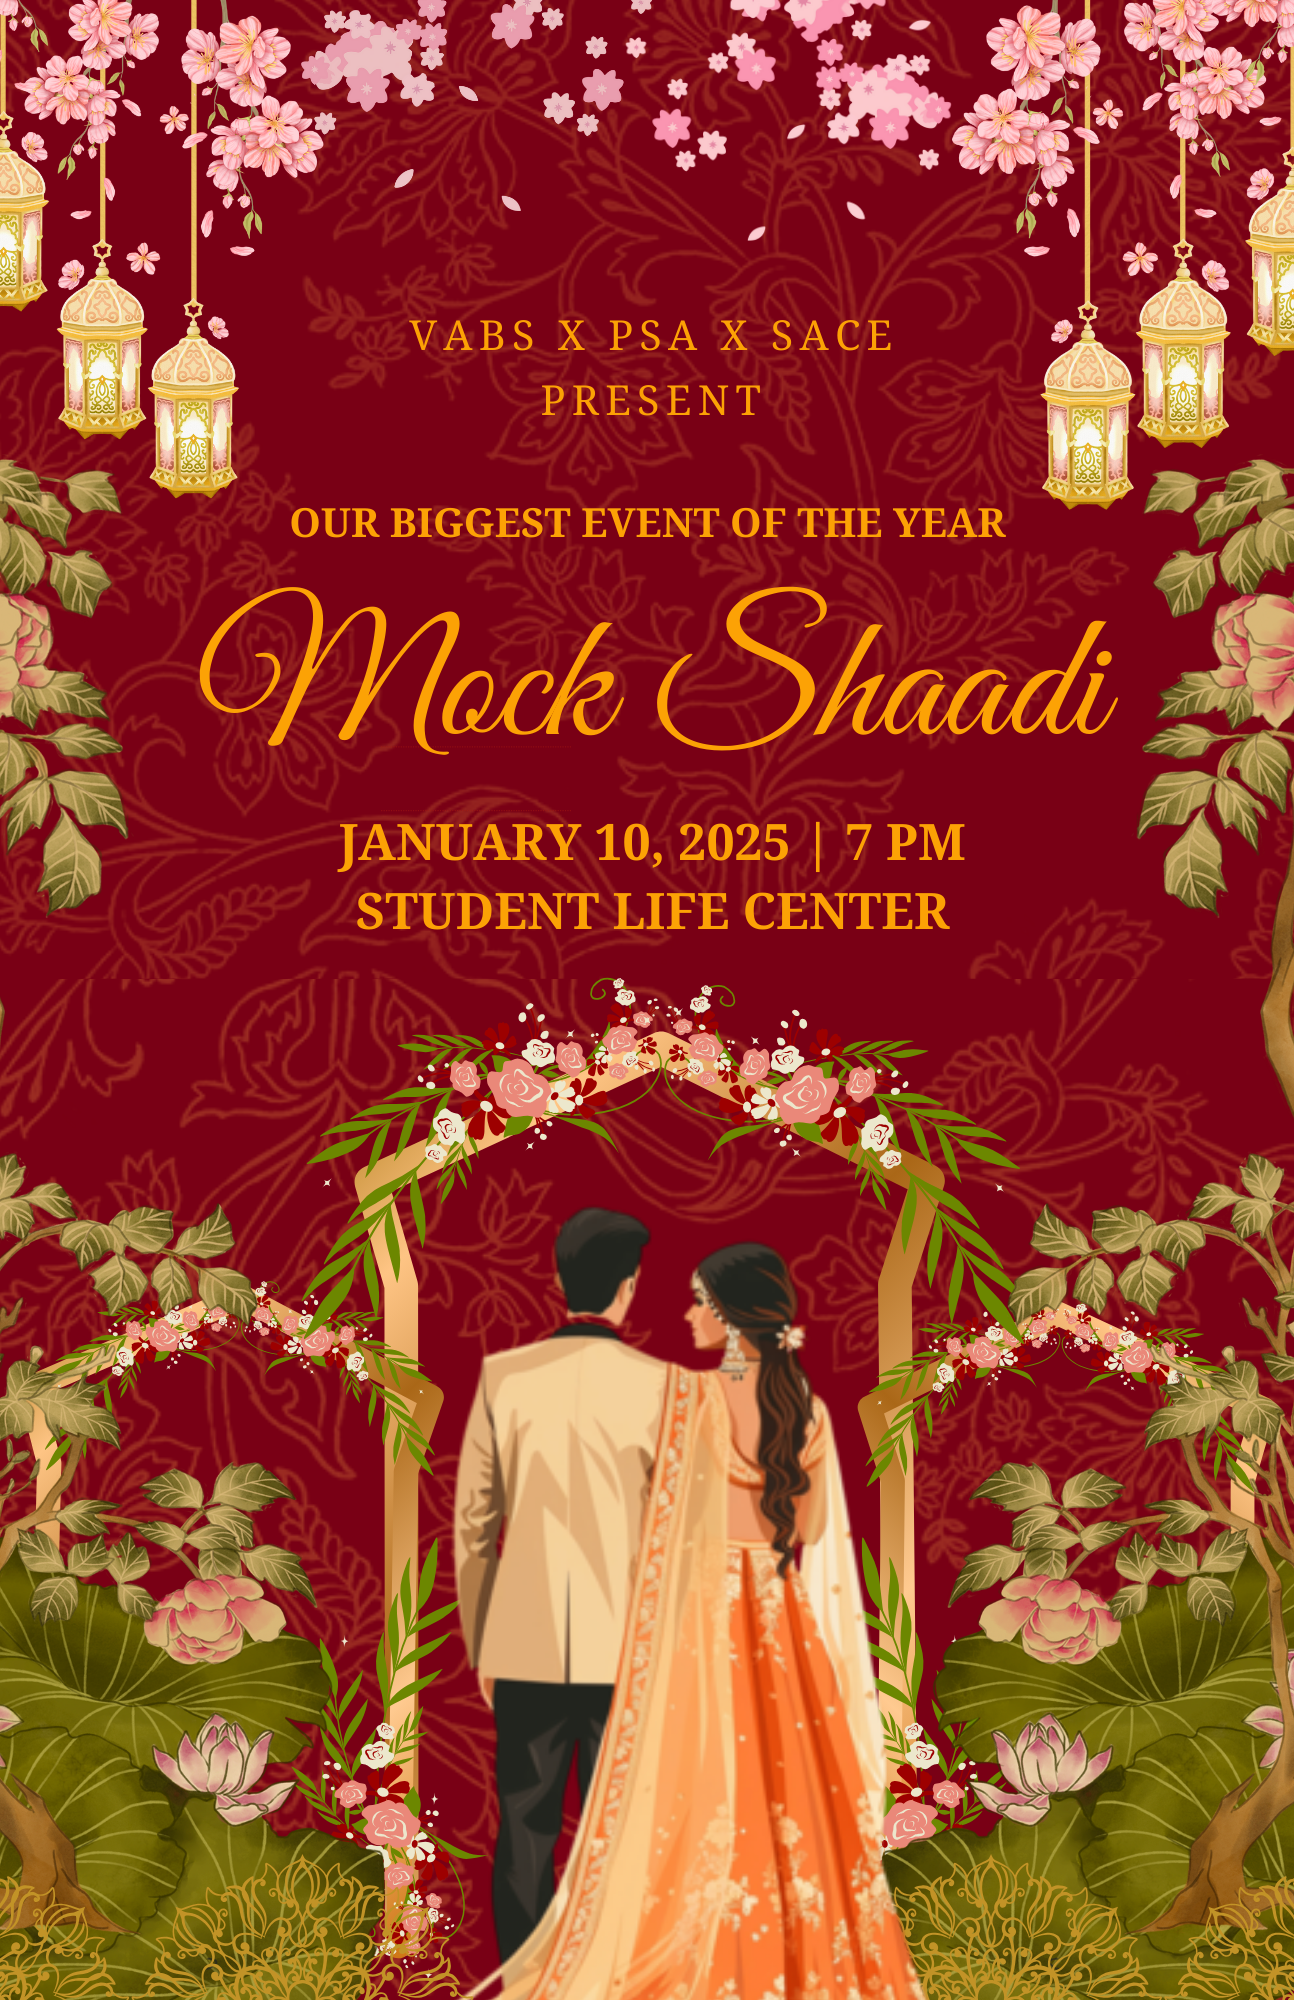 VABS X PSA X SACE
PRESENT
OUR BIGGEST EVENT OF THE YEAR
Mock Shaadi
JANUARY 10, 2025 | 7 PM
STUDENT LIFE CENTER